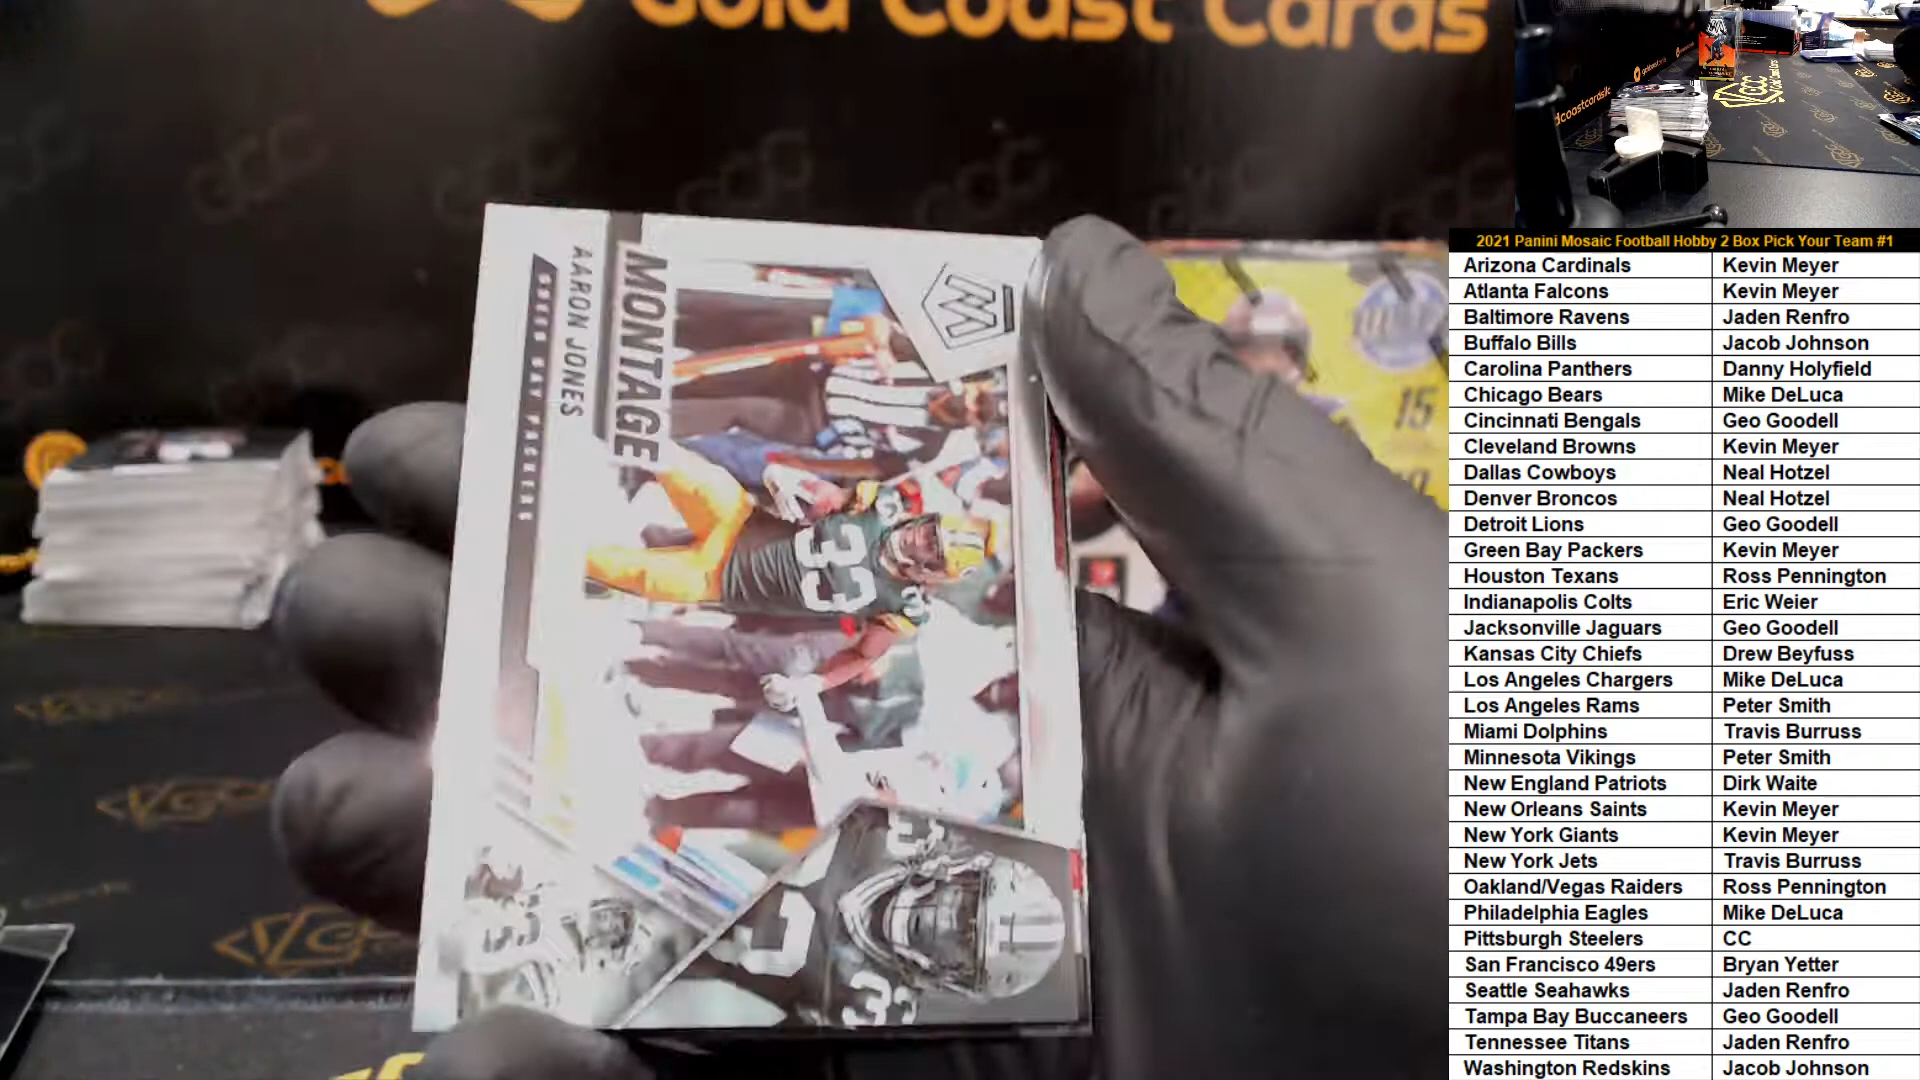 Gold Coast Cards
MONTAGE
AARON JONES
GREEN BAY PACKERS
33
15
2021 Panini Mosaic Football Hobby 2 Box Pick Your Team #1
Arizona Cardinals Kevin Meyer
Atlanta Falcons Kevin Meyer
Baltimore Ravens Jaden Renfro
Buffalo Bills Jacob Johnson
Carolina Panthers Danny Holyfield
Chicago Bears Mike DeLuca
Cincinnati Bengals Geo Goodell
Cleveland Browns Kevin Meyer
Dallas Cowboys Neal Hotzel
Denver Broncos Neal Hotzel
Detroit Lions Geo Goodell
Green Bay Packers Kevin Meyer
Houston Texans Ross Pennington
Indianapolis Colts Eric Weier
Jacksonville Jaguars Geo Goodell
Kansas City Chiefs Drew Beyfuss
Los Angeles Chargers Mike DeLuca
Los Angeles Rams Peter Smith
Miami Dolphins Travis Burruss
Minnesota Vikings Peter Smith
New England Patriots Dirk Waite
New Orleans Saints Kevin Meyer
New York Giants Kevin Meyer
New York Jets Travis Burruss
Oakland/Vegas Raiders Ross Pennington
Philadelphia Eagles Mike DeLuca
Pittsburgh Steelers CC
San Francisco 49ers Bryan Yetter
Seattle Seahawks Jaden Renfro
Tampa Bay Buccaneers Geo Goodell
Tennessee Titans Jaden Renfro
Washington Redskins Jacob Johnson